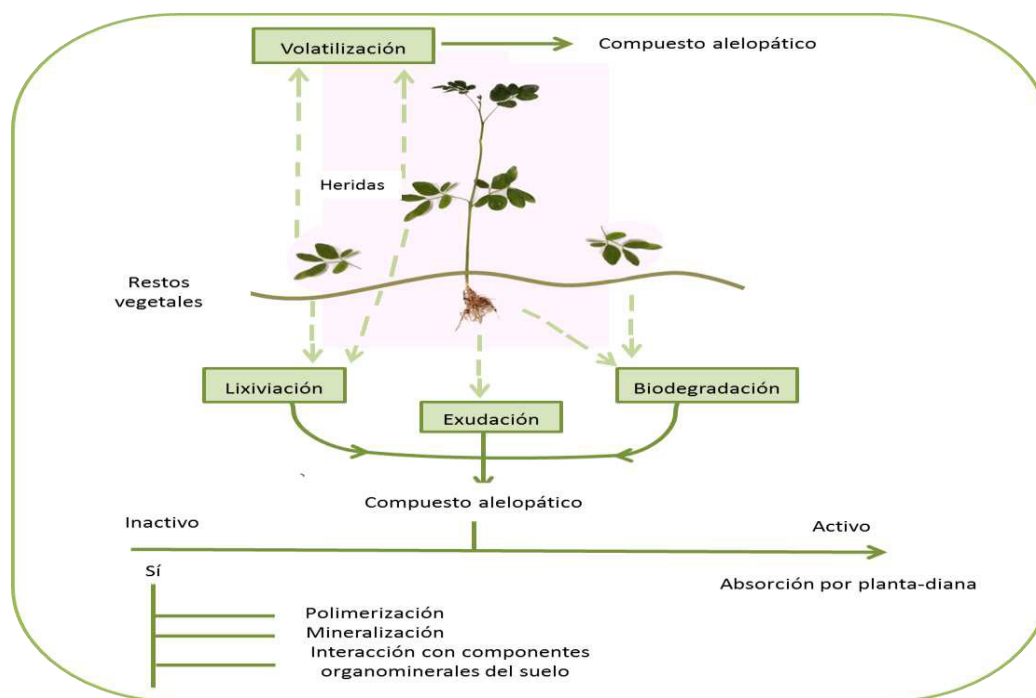 Volatilización
Compuesto alelopático
Heridas
Restos
vegetales
Lixiviación
Biodegradación
Exudación
Compuesto alelopático
Inactivo
Activo
Sí
Absorción por planta-diana
Polimerización
Mineralización
Interacción con componentes
organominerales del suelo